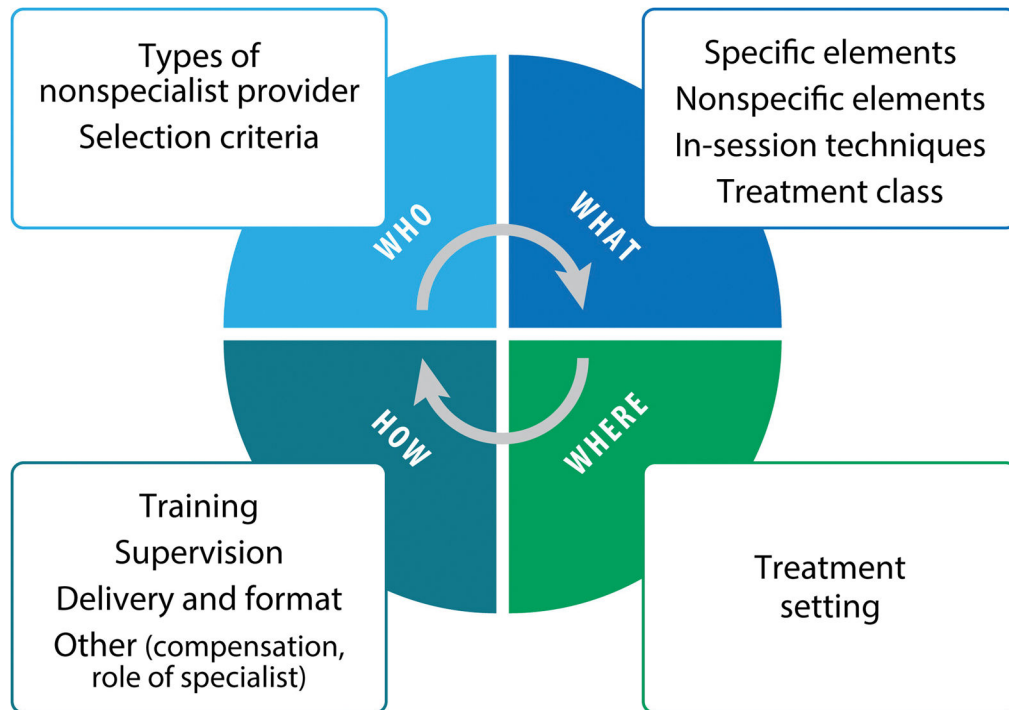 Types of
nonspecialist provider
Selection criteria
Specific elements
Nonspecific elements
In-session techniques
Treatment class
WHO
WHAT
HOW
WHERE
Training
Supervision
Delivery and format
Other (compensation,
role of specialist)
Treatment
setting